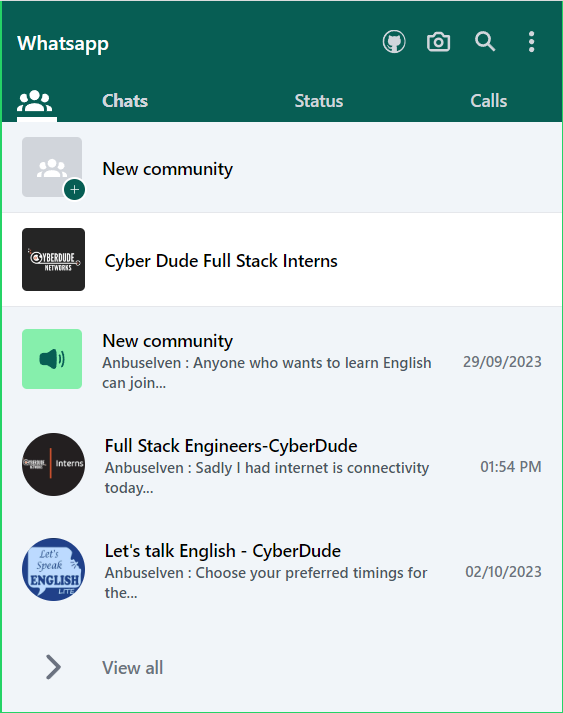 Whatsapp
Chats Status Calls
New community
CYBERDUDE
NETWORKS
Cyber Dude Full Stack Interns
New community
Anbuselven : Anyone who wants to learn English
can join...
29/09/2023
CYBERDUDE
NETWORKS
Interns
Full Stack Engineers-CyberDude
Anbuselven : Sadly I had internet is connectivity
today...
01:54 PM
Let's
Speak
ENGLISH
LITE
Let's talk English - CyberDude
Anbuselven : Choose your preferred timings for
the...
02/10/2023
View all